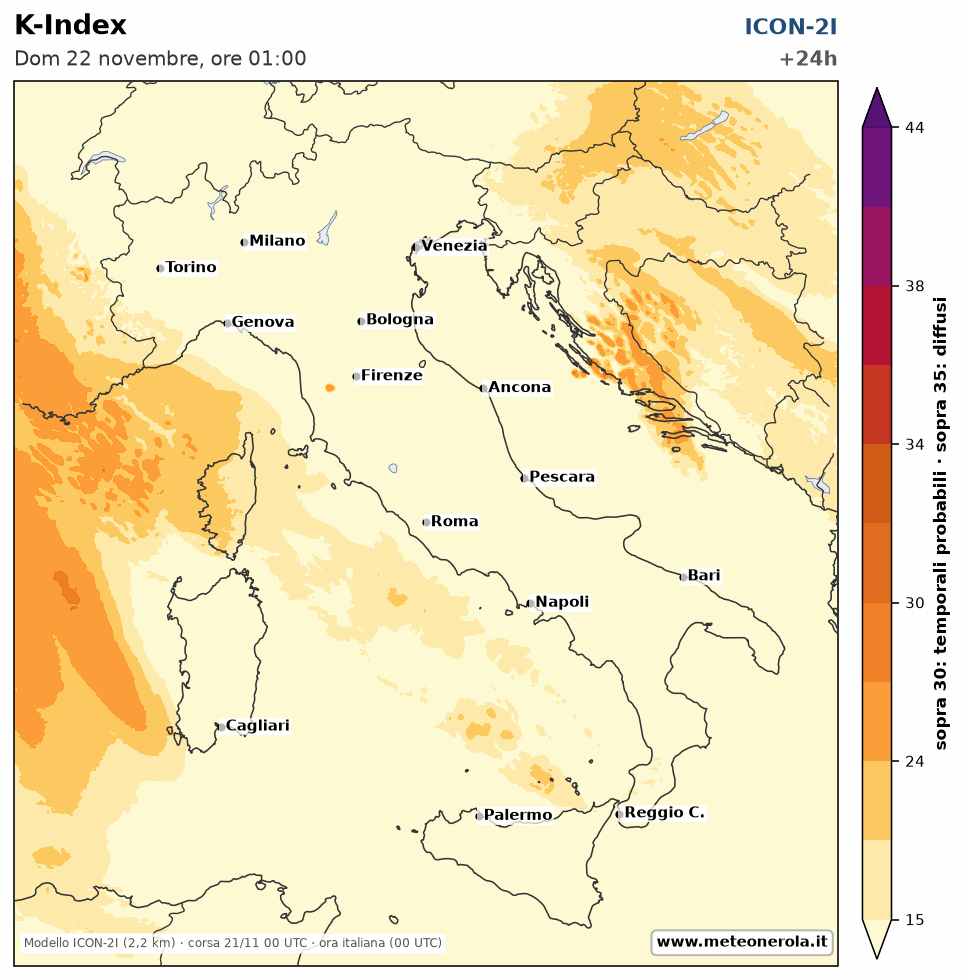 K-Index
ICON-2I
Dom 22 novembre, ore 01:00
+24h
Milano
Venezia
Torino
Genova
Bologna
Firenze
Ancona
Pescara
Roma
Bari
Napoli
Cagliari
Palermo
Reggio C.
44
38
34
30
24
15
sopra 30: temporali probabili · sopra 35: diffusi
Modello ICON-2I (2,2 km) · corsa 21/11 00 UTC · ora italiana (00 UTC)
www.meteonerola.it